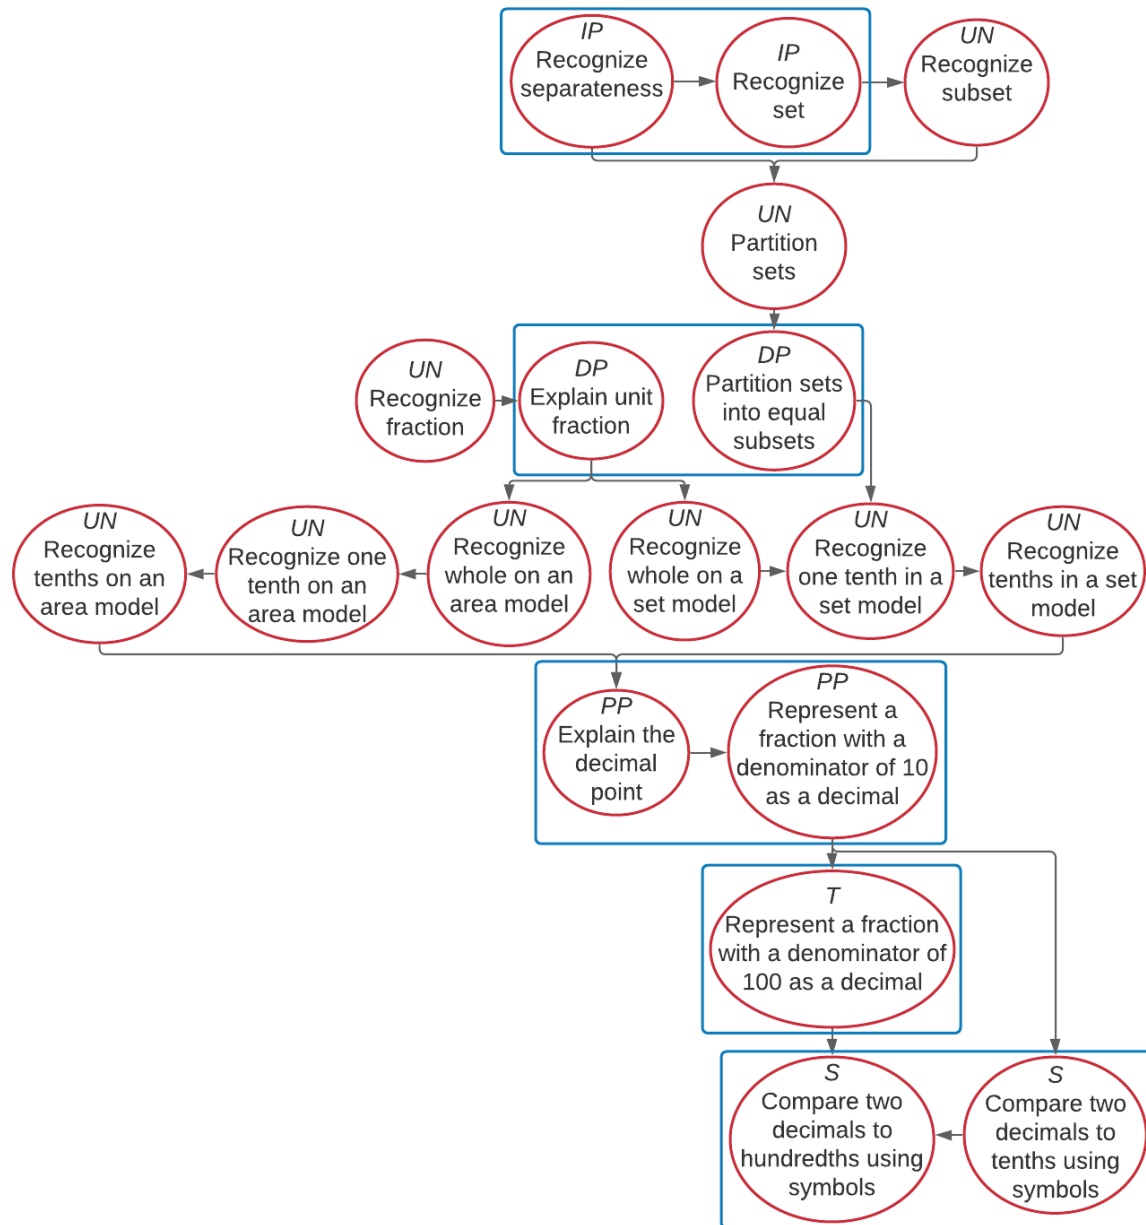 IP
Recognize
separateness
IP
Recognize
set
UN
Recognize
subset
UN
Partition
sets
UN
Recognize
fraction
DP
Explain unit
fraction
DP
Partition sets
into equal
subsets
UN
Recognize
tenths on an
area model
UN
Recognize one
tenth on an
area model
UN
Recognize
whole on an
area model
UN
Recognize
whole on a
set model
UN
Recognize
one tenth in a
set model
UN
Recognize
tenths in a set
model
PP
Explain the
decimal
point
PP
Represent a
fraction with a
denominator of 10
as a decimal
T
Represent a fraction
with a denominator of
100 as a decimal
S
Compare two
decimals to
hundredths using
symbols
S
Compare two
decimals to
tenths using
symbols